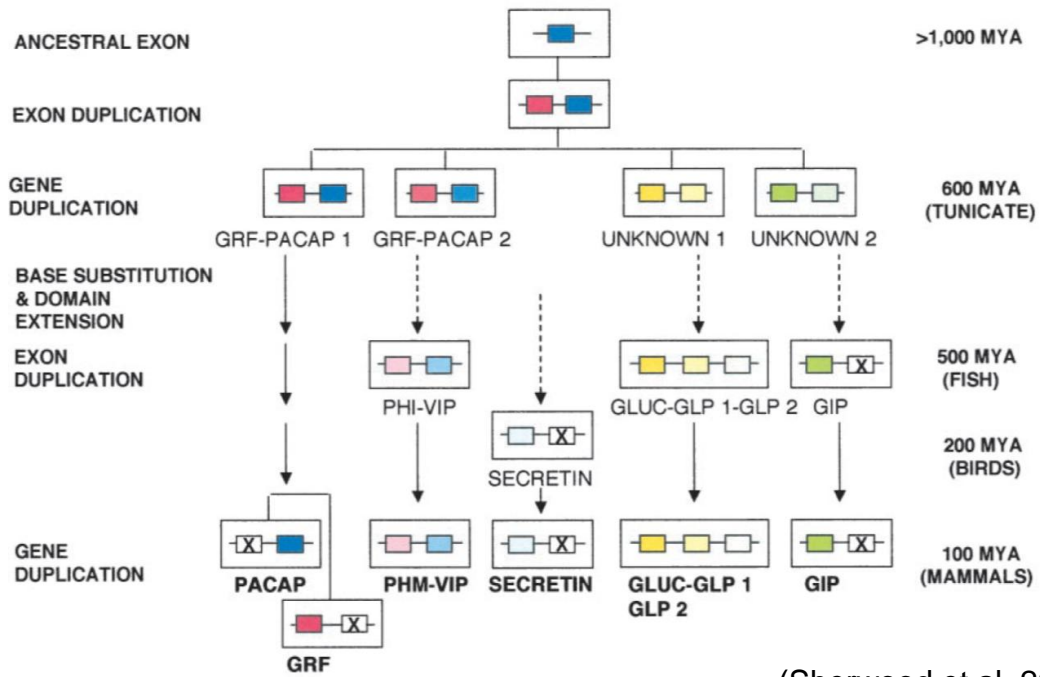 ANCESTRAL EXON
>1,000 MYA
EXON DUPLICATION
GENE
DUPLICATION
600 MYA
(TUNICATE)
GRF-PACAP 1
GRF-PACAP 2
UNKNOWN 1
UNKNOWN 2
BASE SUBSTITUTION
& DOMAIN
EXTENSION
EXON
DUPLICATION
X
500 MYA
(FISH)
PHI-VIP
GLUC-GLP 1-GLP 2
GIP
X
200 MYA
(BIRDS)
SECRETIN
GENE
DUPLICATION
X
X
X
100 MYA
(MAMMALS)
PACAP
PHM-VIP
SECRETIN
GLUC-GLP 1
GLP 2
GIP
X
GRF